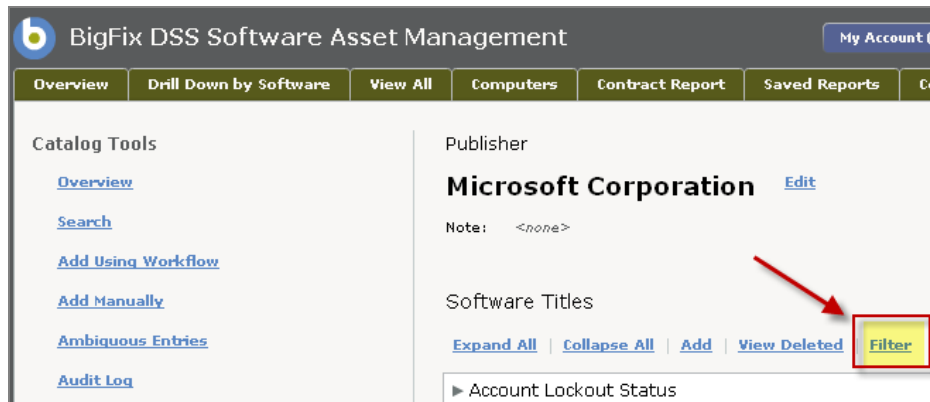 b BigFix DSS Software Asset Management
My Account (
Overview Drill Down by Software View All Computers Contract Report Saved Reports
Catalog Tools
Overview
Search
Add Using Workflow
Add Manually
Ambiguous Entries
Audit Log
Publisher
Microsoft Corporation Edit
Note: <none>
Software Titles
Expand All | Collapse All | Add | View Deleted | Filter
▶ Account Lockout Status